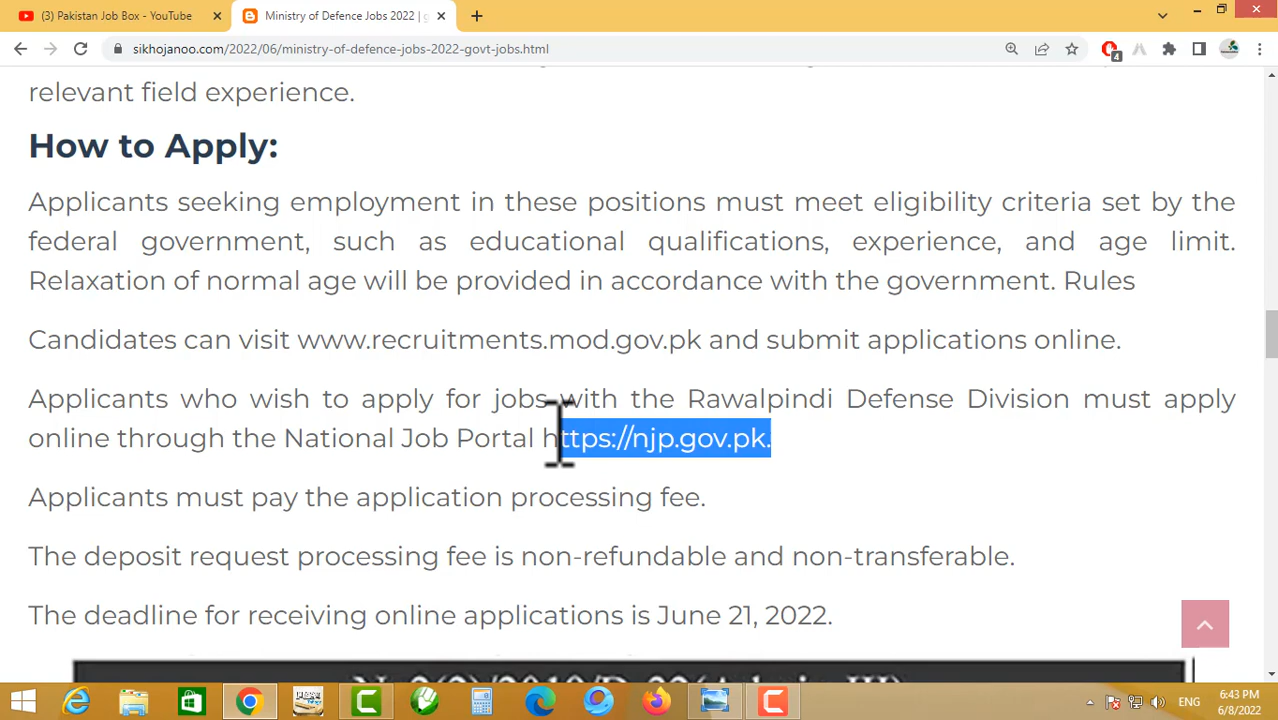 (3) Pakistan Job Box - YouTube
Ministry of Defence Jobs 2022 | g
sikhojanoo.com/2022/06/ministry-of-defence-jobs-2022-govt-jobs.html
4
relevant field experience.
How to Apply:
Applicants seeking employment in these positions must meet eligibility criteria set by the
federal government, such as educational qualifications, experience, and age limit.
Relaxation of normal age will be provided in accordance with the government. Rules
Candidates can visit www.recruitments.mod.gov.pk and submit applications online.
Applicants who wish to apply for jobs with the Rawalpindi Defense Division must apply
online through the National Job Portal https://njp.gov.pk.
Applicants must pay the application processing fee.
The deposit request processing fee is non-refundable and non-transferable.
The deadline for receiving online applications is June 21, 2022.
ENG
6:43 PM
6/8/2022